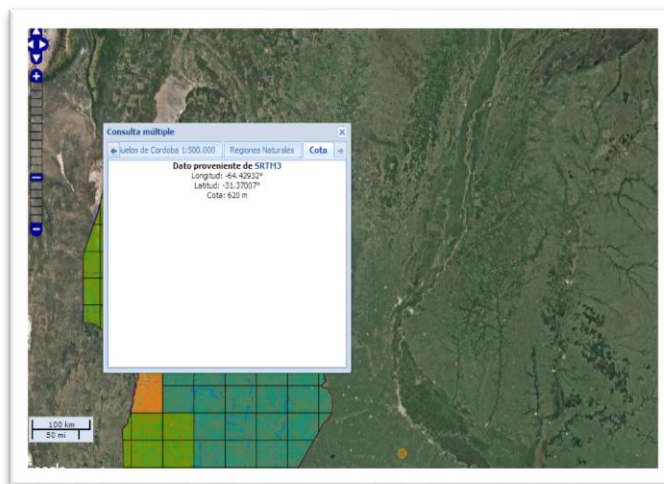 Consulta múltiple
uelos de Cordoba 1:500.000 Regiones Naturales Cota
Dato proveniente de SRTM3
Longitud: -64.42932°
Latitud: -31.37007°
Cota: 620 m
100 km
50 mi